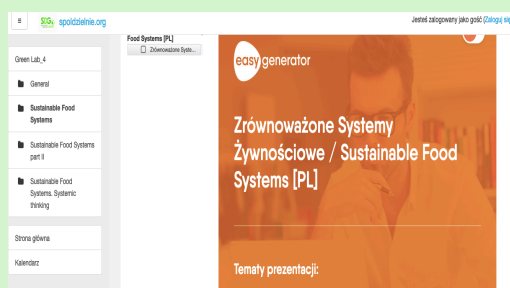 ≡
spoldzielnie.org
Jesteś zalogowany jako gość (Zaloguj się
Green Lab_4
General
Sustainable Food
Systems
Sustainable Food Systems
part II
Sustainable Food
Systems. Systemic
thinking
Strona główna
Kalendarz
Food Systems [PL]
Zrównoważone Syste...
easygenerator
Zrównoważone Systemy
Żywnościowe / Sustainable Food
Systems [PL]
Tematy prezentacji: